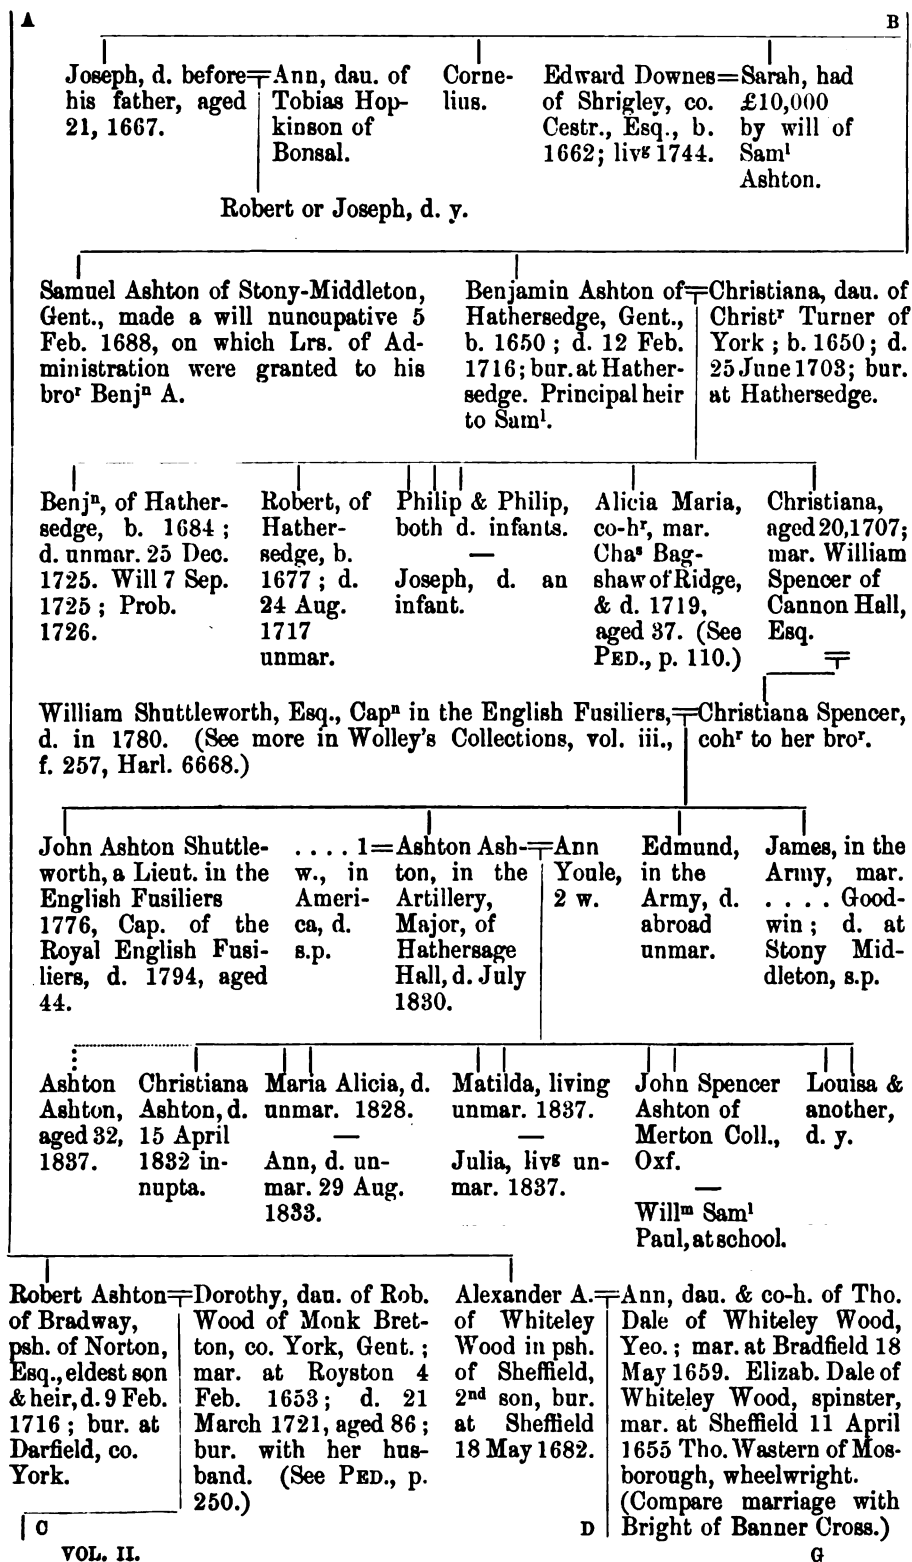 A
B
Joseph, d. before
his father, aged
21, 1667.
Ann, dau. of
Tobias Hop-
kinson of
Bonsal.
Corne-
lius.
Edward Downes
of Shrigley, co.
Cestr., Esq., b.
1662; livᵍ 1744.
=Sarah, had
£10,000
by will of
Samˡ
Ashton.
Robert or Joseph, d. y.
Samuel Ashton of Stony-Middleton,
Gent., made a will nuncupative 5
Feb. 1688, on which Lrs. of Ad-
ministration were granted to his
broʳ Benjⁿ A.
Benjamin Ashton of
Hathersedge, Gent.,
b. 1650 ; d. 12 Feb.
1716; bur. at Hather-
sedge. Principal heir
to Samˡ.
Christiana, dau. of
Christʳ Turner of
York ; b. 1650 ; d.
25 June 1703; bur.
at Hathersedge.
Benjⁿ, of Hather-
sedge, b. 1684 ;
d. unmar. 25 Dec.
1725. Will 7 Sep.
1725 ; Prob.
1726.
Robert, of
Hather-
sedge, b.
1677 ; d.
24 Aug.
1717
unmar.
Philip & Philip,
both d. infants.
—
Joseph, d. an
infant.
Alicia Maria,
co-hʳ, mar.
Chaˢ Bag-
shaw of Ridge,
& d. 1719,
aged 37. (See
PED., p. 110.)
Christiana,
aged 20, 1707;
mar. William
Spencer of
Cannon Hall,
Esq.
William Shuttleworth, Esq., Capⁿ in the English Fusiliers,
d. in 1780. (See more in Wolley's Collections, vol. iii.,
f. 257, Harl. 6668.)
Christiana Spencer,
cohʳ to her broʳ.
John Ashton Shuttle-
worth, a Lieut. in the
English Fusiliers
1776, Cap. of the
Royal English Fusi-
liers, d. 1794, aged
44.
. . . . 1=
w., in
Ameri-
ca, d.
s.p.
Ashton Ash-
ton, in the
Artillery,
Major, of
Hathersage
Hall, d. July
1830.
Ann
Youle,
2 w.
Edmund,
in the
Army, d.
abroad
unmar.
James, in the
Army, mar.
. . . . Good-
win ; d. at
Stony Mid-
dleton, s.p.
Ashton
Ashton,
aged 32,
1837.
Christiana
Ashton, d.
15 April
1832 in-
nupta.
Maria Alicia, d.
unmar. 1828.
—
Ann, d. un-
mar. 29 Aug.
1833.
Matilda, living
unmar. 1837.
—
Julia, livᵍ un-
mar. 1837.
John Spencer
Ashton of
Merton Coll.,
Oxf.
—
Willᵐ Samˡ
Paul, at school.
Louisa &
another,
d. y.
Robert Ashton
of Bradway,
psh. of Norton,
Esq., eldest son
& heir, d. 9 Feb.
1716 ; bur. at
Darfield, co.
York.
Dorothy, dau. of Rob.
Wood of Monk Bret-
ton, co. York, Gent. ;
mar. at Royston 4
Feb. 1653 ; d. 21
March 1721, aged 86 ;
bur. with her hus-
band. (See PED., p.
250.)
Alexander A.
of Whiteley
Wood in psh.
of Sheffield,
2ⁿᵈ son, bur.
at Sheffield
18 May 1682.
Ann, dau. & co-h. of Tho.
Dale of Whiteley Wood,
Yeo. ; mar. at Bradfield 18
May 1659. Elizab. Dale of
Whiteley Wood, spinster,
mar. at Sheffield 11 April
1655 Tho. Wastern of Mos-
borough, wheelwright.
(Compare marriage with
Bright of Banner Cross.)
C
D
VOL. II.
G